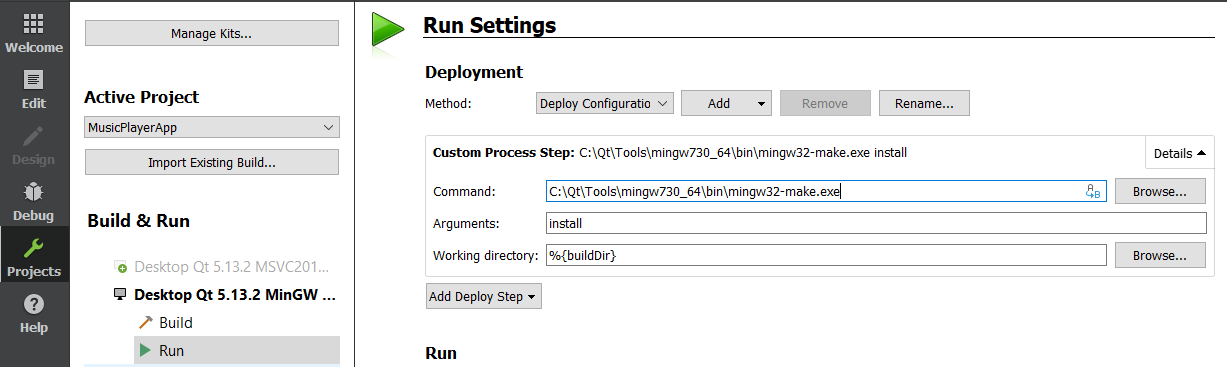 Welcome
Edit
Design
Debug
Projects
Help
Manage Kits...
Active Project
MusicPlayerApp
Import Existing Build...
Build & Run
Desktop Qt 5.13.2 MSVC201...
Desktop Qt 5.13.2 MinGW ...
Build
Run
Run Settings
Deployment
Method: Deploy Configuratio Add Remove Rename...
Custom Process Step: C:\Qt\Tools\mingw730_64\bin\mingw32-make.exe install Details
Command: C:\Qt\Tools\mingw730_64\bin\mingw32-make.exe Browse...
Arguments: install
Working directory: %{buildDir} Browse...
Add Deploy Step
Run